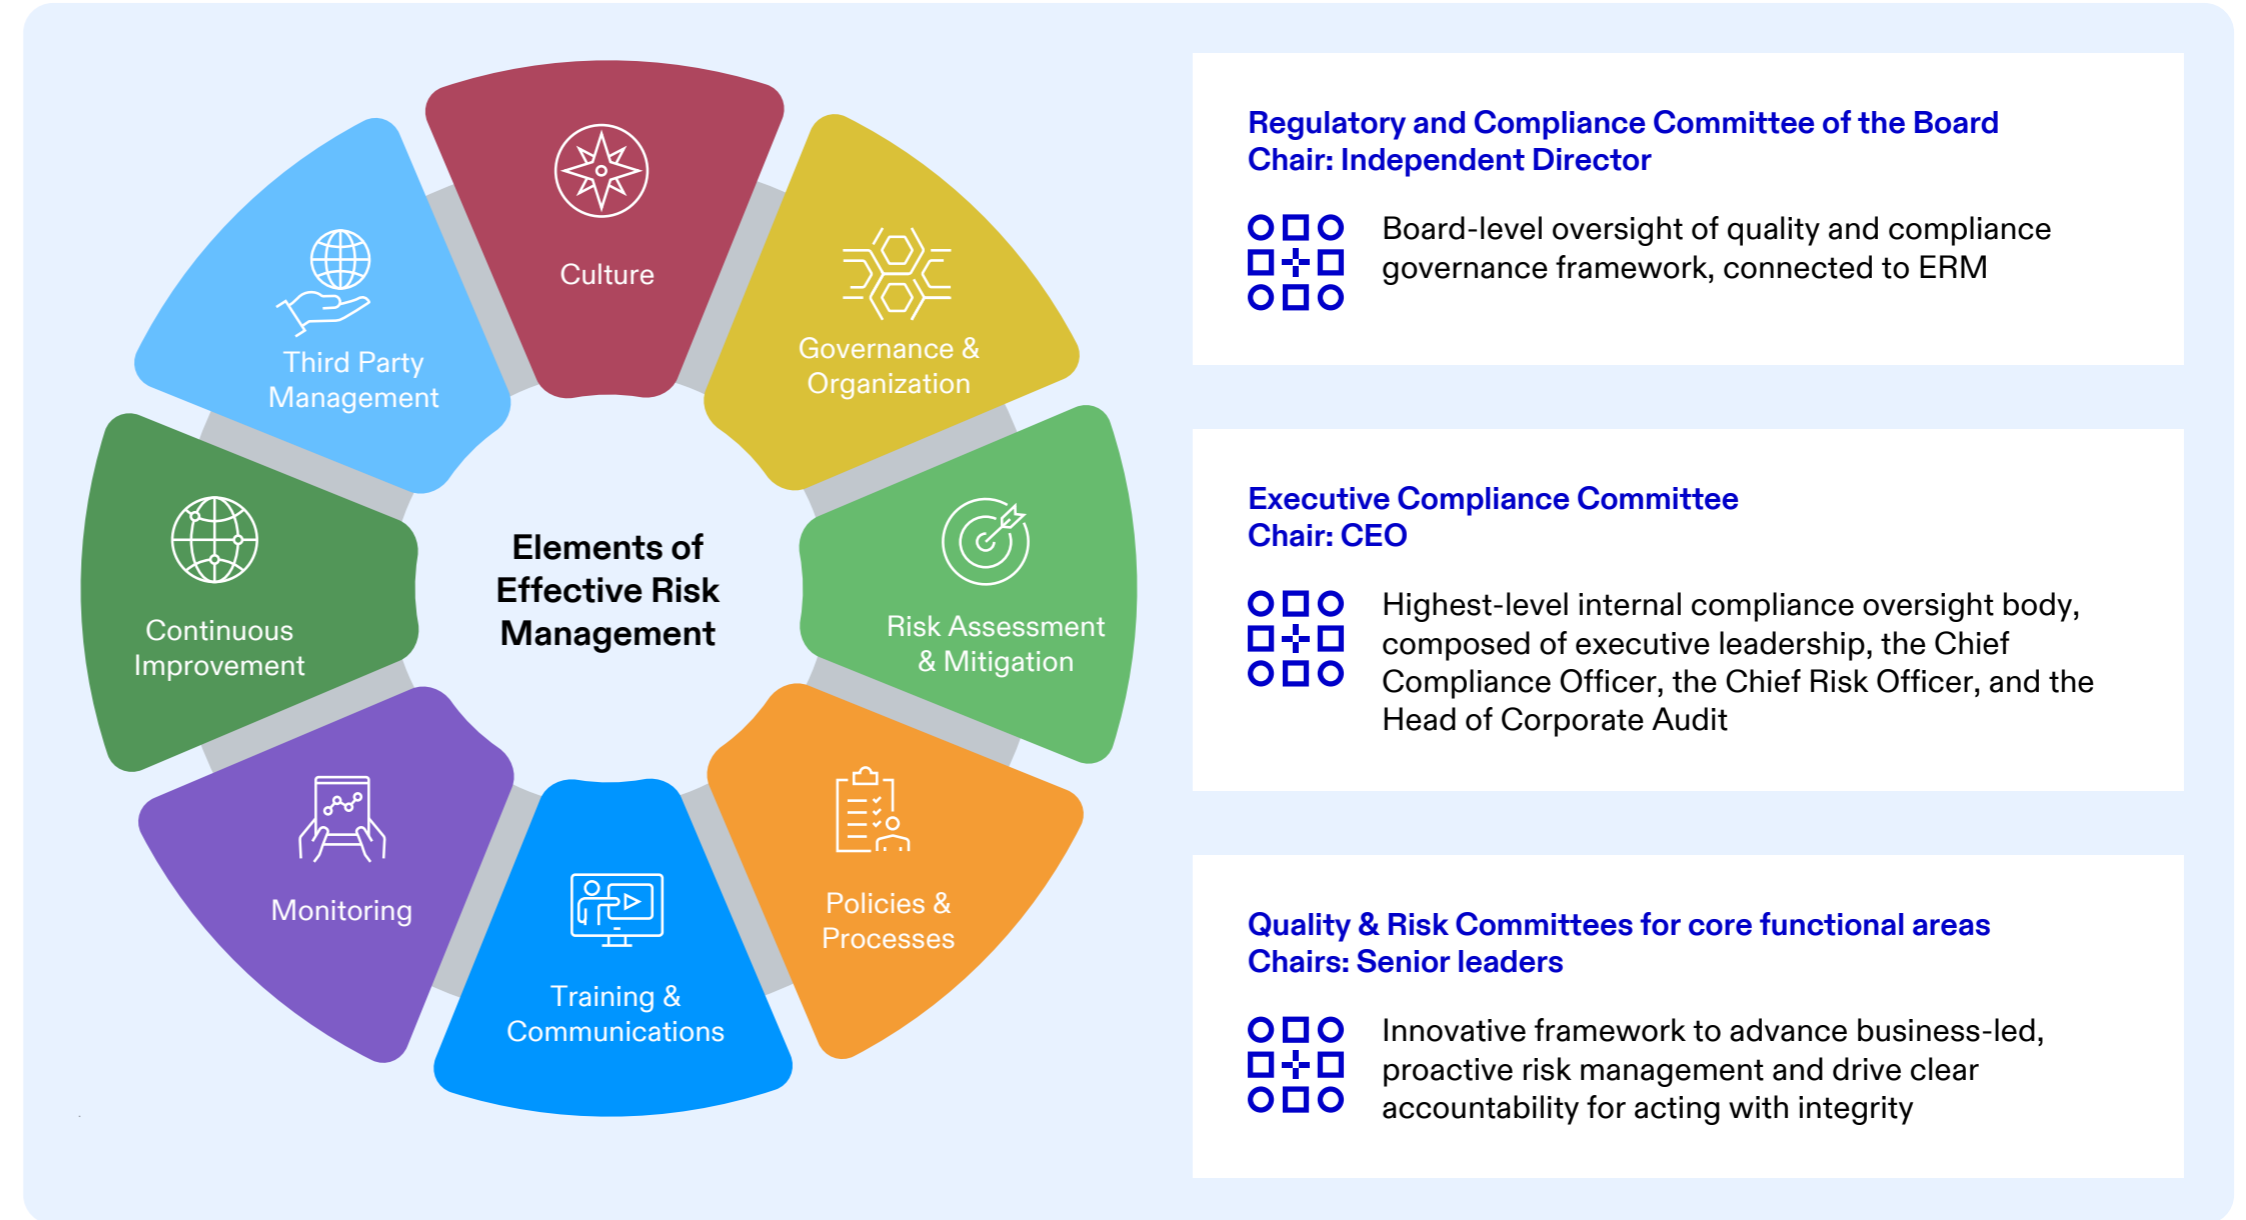 Culture
Governance &
Organization
Risk Assessment
& Mitigation
Policies &
Processes
Training &
Communications
Monitoring
Continuous
Improvement
Third Party
Management
Elements of
Effective Risk
Management
Regulatory and Compliance Committee of the Board
Chair: Independent Director
Board-level oversight of quality and compliance
governance framework, connected to ERM
Executive Compliance Committee
Chair: CEO
Highest-level internal compliance oversight body,
composed of executive leadership, the Chief
Compliance Officer, the Chief Risk Officer, and the
Head of Corporate Audit
Quality & Risk Committees for core functional areas
Chairs: Senior leaders
Innovative framework to advance business-led,
proactive risk management and drive clear
accountability for acting with integrity